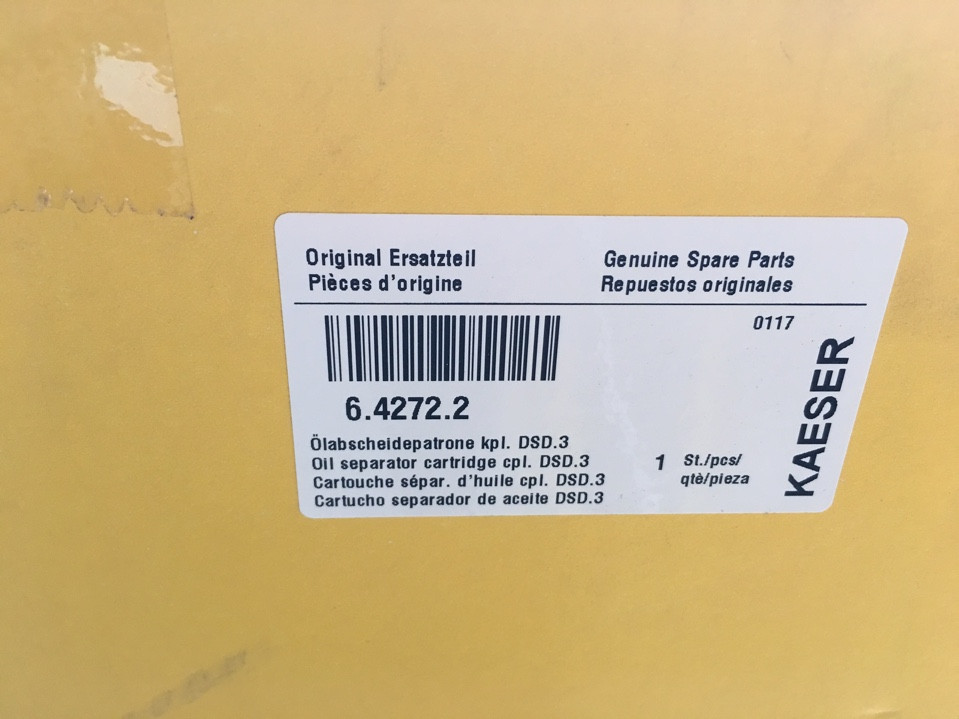 Original Ersatzteil
Pièces d'origine
Genuine Spare Parts
Repuestos originales
0117
6.4272.2
Ölabscheidepatrone kpl. DSD.3
Oil separator cartridge cpl. DSD.3
Cartouche sépar. d'huile cpl. DSD.3
Cartucho separador de aceite DSD.3
1 St./pcs/
qtè/pieza
KAESER